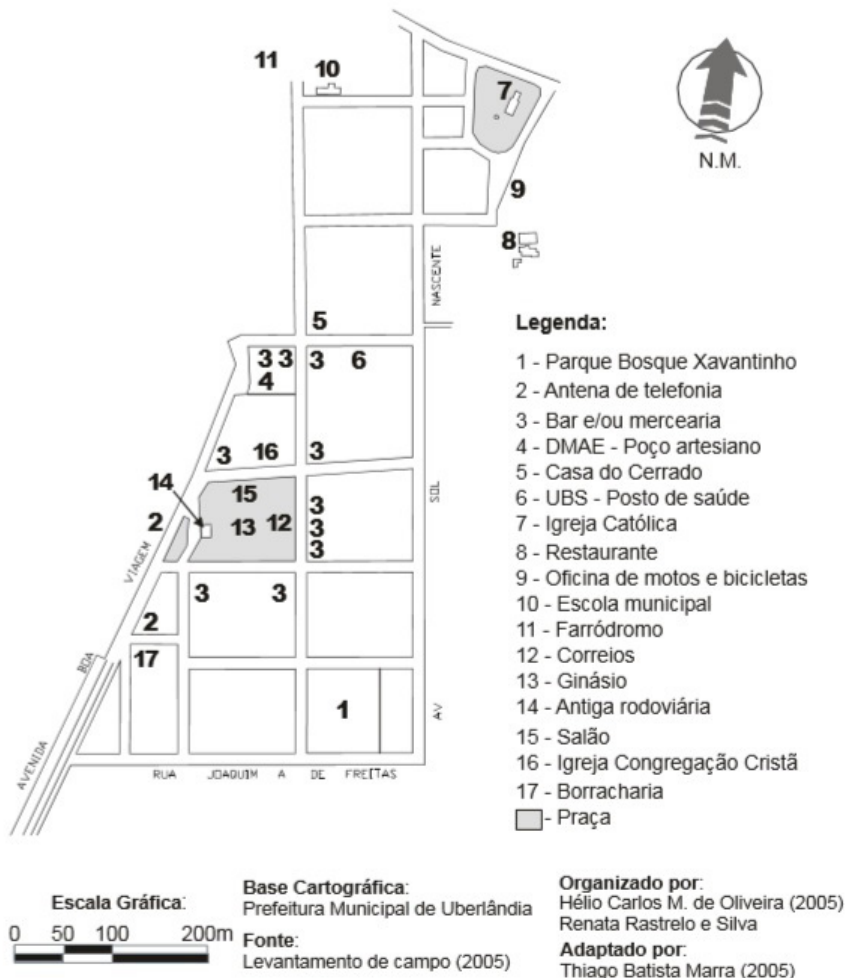 11
10
7
N.M.
9
8
NASCENTE
5
3 3 3 6
4
3 16 3
14
15
3
2 13 12 3
3
SOL
VIAGEM
3 3
2
17
BOA
1
AV
AVENIDA
RUA JOAQUIM A DE FREITAS
Legenda:
1 - Parque Bosque Xavantinho
2 - Antena de telefonia
3 - Bar e/ou mercearia
4 - DMAE - Poço artesiano
5 - Casa do Cerrado
6 - UBS - Posto de saúde
7 - Igreja Católica
8 - Restaurante
9 - Oficina de motos e bicicletas
10 - Escola municipal
11 - Farródromo
12 - Correios
13 - Ginásio
14 - Antiga rodoviária
15 - Salão
16 - Igreja Congregação Cristã
17 - Borracharia
- Praça
Escala Gráfica:
0 50 100 200m
Base Cartográfica:
Prefeitura Municipal de Uberlândia
Fonte:
Levantamento de campo (2005)
Organizado por:
Hélio Carlos M. de Oliveira (2005)
Renata Rastrelo e Silva
Adaptado por:
Thiago Batista Marra (2005)